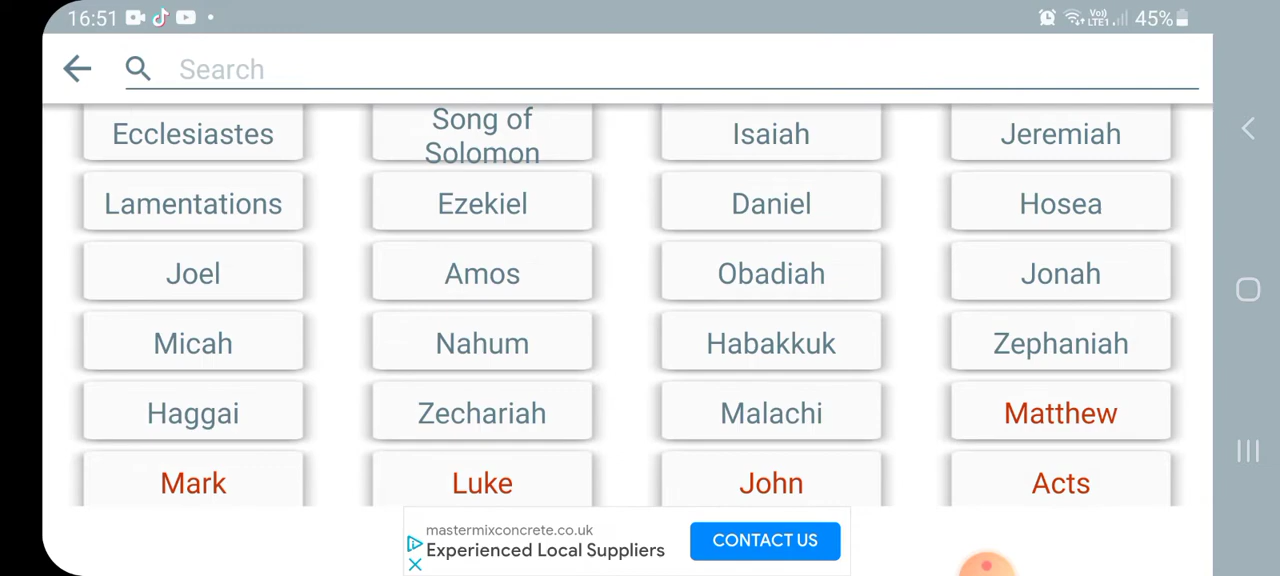 16:51
Vo))
LTE1
45%
Search
Ecclesiastes
Song of
Solomon
Isaiah
Jeremiah
Lamentations
Ezekiel
Daniel
Hosea
Joel
Amos
Obadiah
Jonah
Micah
Nahum
Habakkuk
Zephaniah
Haggai
Zechariah
Malachi
Matthew
Mark
Luke
John
Acts
mastermixconcrete.co.uk
Experienced Local Suppliers
CONTACT US